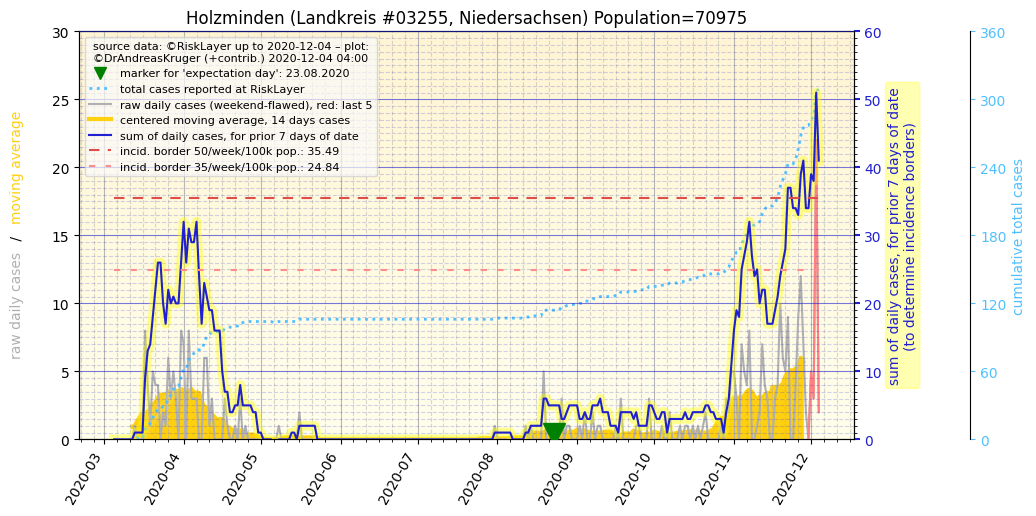 Holzminden (Landkreis #03255, Niedersachsen) Population=70975
source data: ©RiskLayer up to 2020-12-04 – plot:
©DrAndreasKruger (+contrib.) 2020-12-04 04:00
marker for 'expectation day': 23.08.2020
total cases reported at RiskLayer
raw daily cases (weekend-flawed), red: last 5
centered moving average, 14 days cases
sum of daily cases, for prior 7 days of date
incid. border 50/week/100k pop.: 35.49
incid. border 35/week/100k pop.: 24.84
raw daily cases / moving average
30
25
20
15
10
5
0
60
50
40
30
20
10
0
sum of daily cases, for prior 7 days of date
(to determine incidence borders)
360
300
240
180
120
60
0
cumulative total cases
2020-03
2020-04
2020-05
2020-06
2020-07
2020-08
2020-09
2020-10
2020-11
2020-12